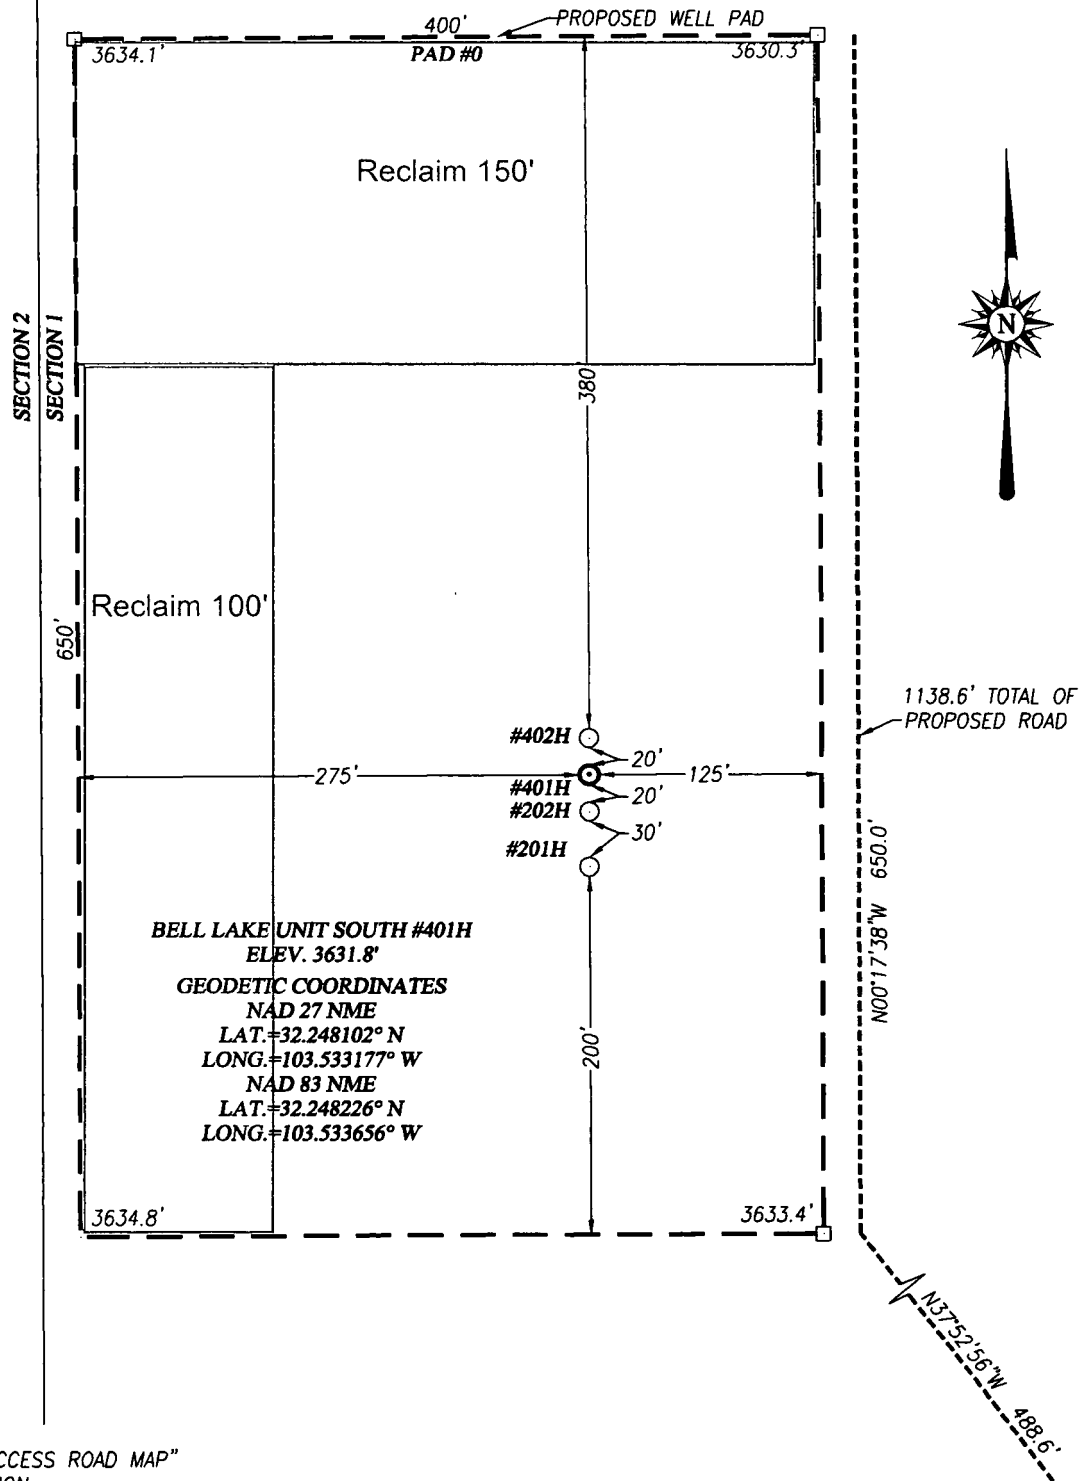 400'
PROPOSED WELL PAD
3634.1'
PAD #0
3630.3'
Reclaim 150'
N
SECTION 2
SECTION 1
380
Reclaim 100'
650'
1138.6' TOTAL OF
PROPOSED ROAD
#402H
20'
275'
125'
#401H
20'
#202H
30'
#201H
N00°17'38"W 650.0'
BELL LAKE UNIT SOUTH #401H
ELEV. 3631.8'
GEODETIC COORDINATES
NAD 27 NME
LAT.=32.248102° N
LONG.=103.533177° W
NAD 83 NME
LAT.=32.248226° N
LONG.=103.533656° W
200'
3634.8'
3633.4'
N37°52'56"W 488.6'
CCESS ROAD MAP"